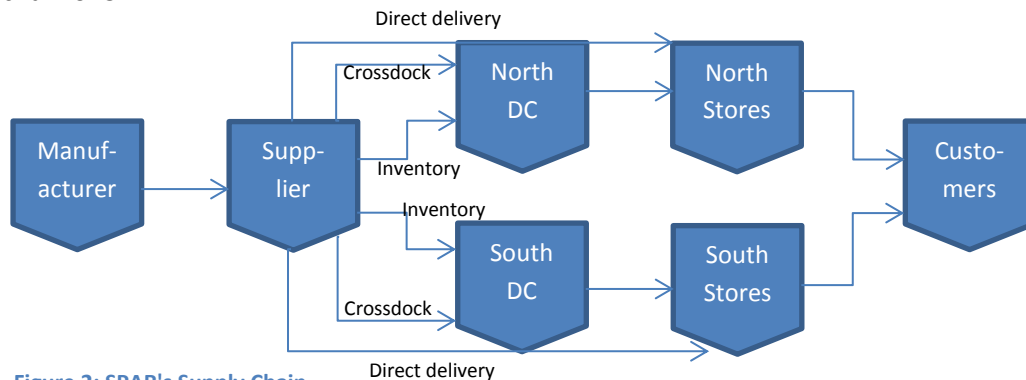 Direct delivery
Crossdock
North
DC
North
Stores
Manuf-
acturer
Supp-
lier
Custo-
mers
Inventory
Inventory
South
DC
South
Stores
Crossdock
Direct delivery